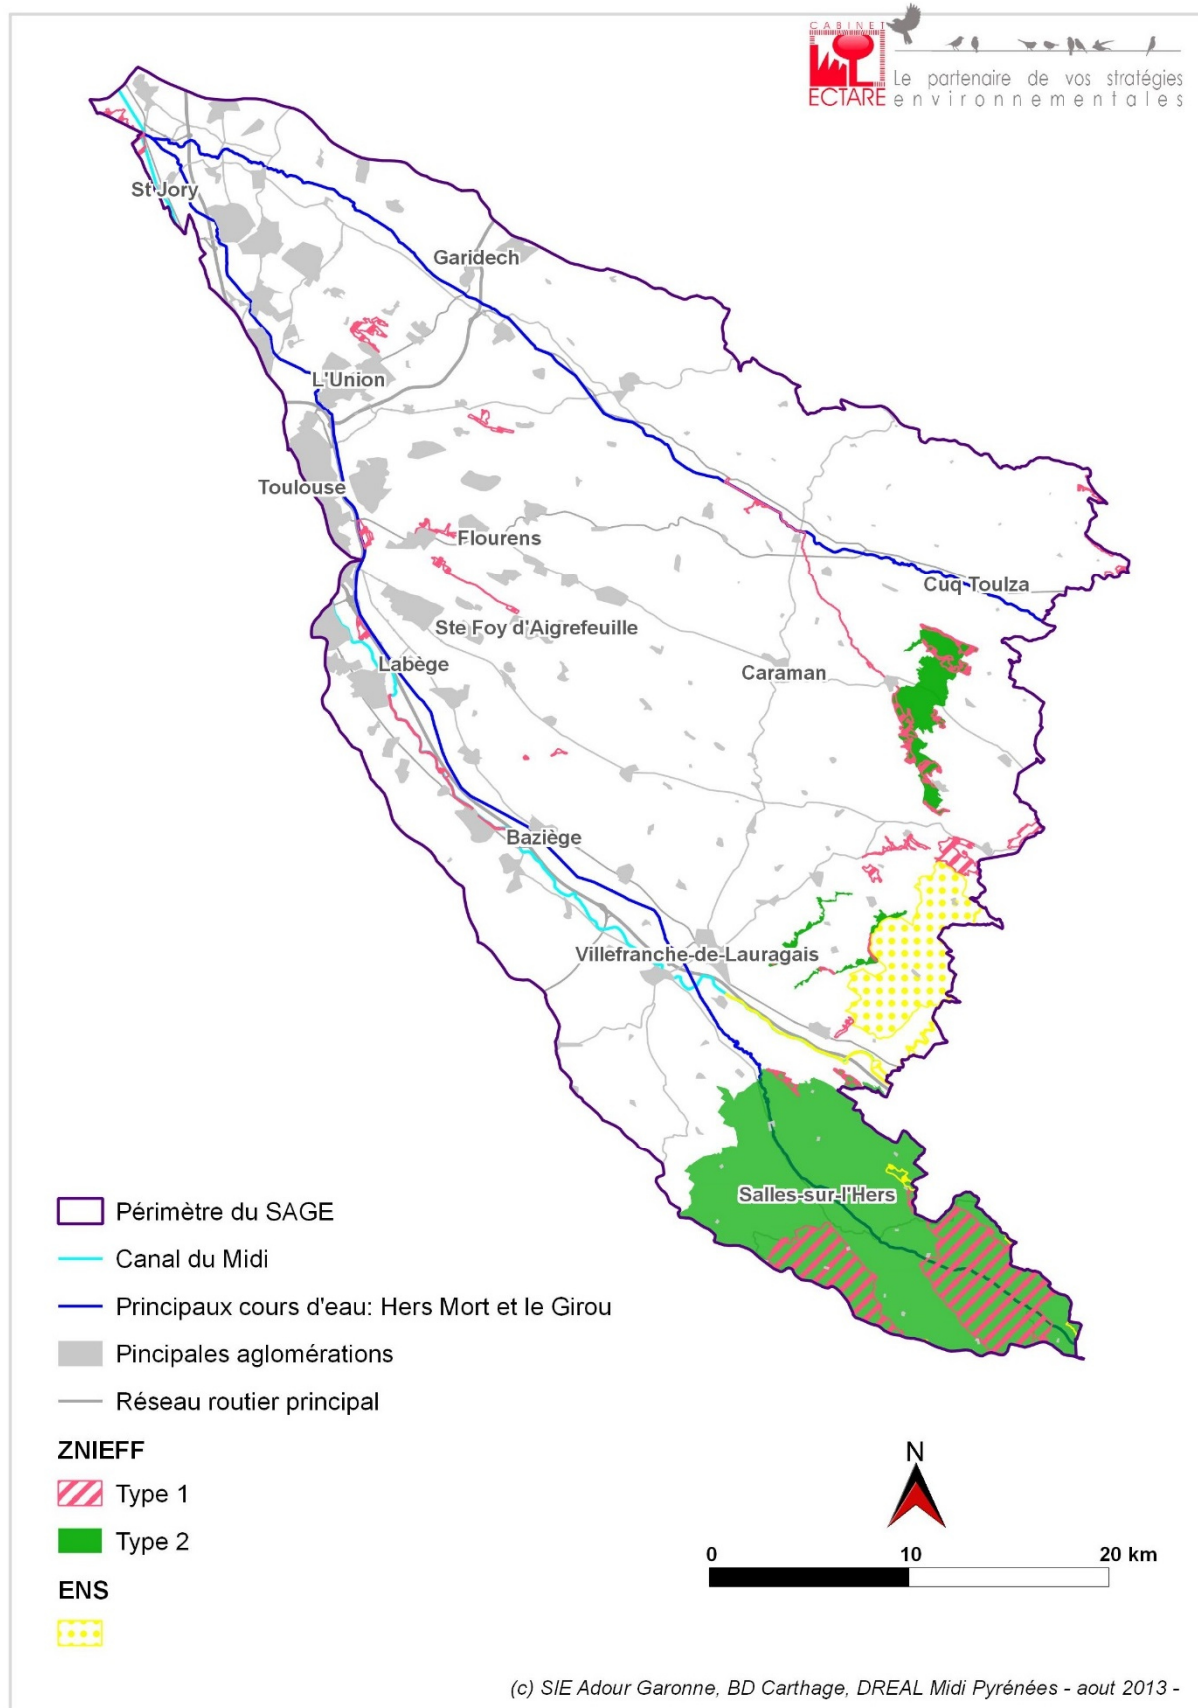 CABINET
ECTARE
Le partenaire de vos stratégies
environnementales
St Jory
Garidech
L'Union
Toulouse
Flourens
Cuq Toulza
Ste Foy d'Aigrefeuille
Labège
Caraman
Baziège
Villefranche-de-Lauragais
Salles-sur-l'Hers
Périmètre du SAGE
Canal du Midi
Principaux cours d'eau: Hers Mort et le Girou
Pincipales aglomérations
Réseau routier principal
ZNIEFF
Type 1
Type 2
ENS
N
0 10 20 km
(c) SIE Adour Garonne, BD Carthage, DREAL Midi Pyrénées - aout 2013 -